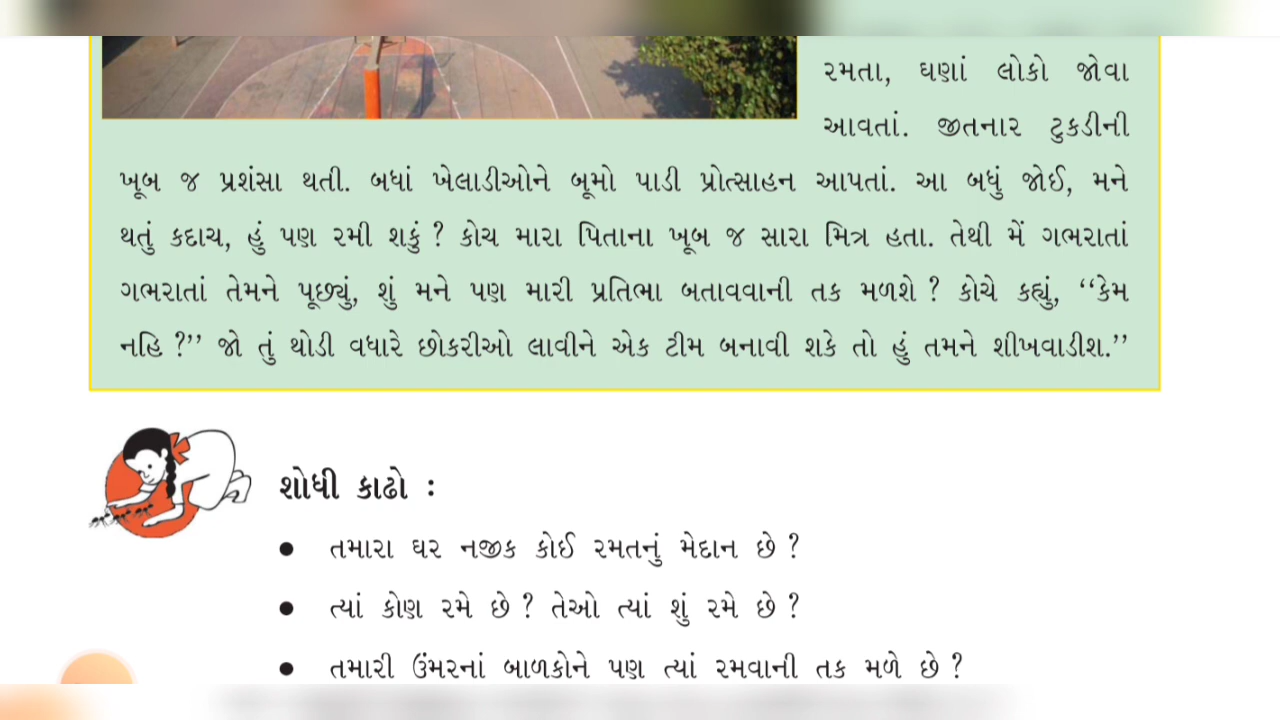 રમતા, ઘણાં લોકો જોવા
આવતાં. જીતનાર ટુકડીની
ખૂબ જ પ્રશંસા થતી. બધાં ખેલાડીઓને બૂમો પાડી પ્રોત્સાહન આપતાં. આ બધું જોઈ, મને
થતું કદાચ, હું પણ રમી શકું ? કોચ મારા પિતાના ખૂબ જ સારા મિત્ર હતા. તેથી મેં ગભરાતાં
ગભરાતાં તેમને પૂછ્યું, શું મને પણ મારી પ્રતિભા બતાવવાની તક મળશે ? કોચે કહ્યું, “કેમ
નહિ ?” જો તું થોડી વધારે છોકરીઓ લાવીને એક ટીમ બનાવી શકે તો હું તમને શીખવાડીશ.”
શોધી કાઢો :
● તમારા ઘર નજીક કોઈ રમતનું મેદાન છે ?
● ત્યાં કોણ રમે છે ? તેઓ ત્યાં શું રમે છે ?
● તમારી ઉંમરનાં બાળકોને પણ ત્યાં રમવાની તક મળે છે ?